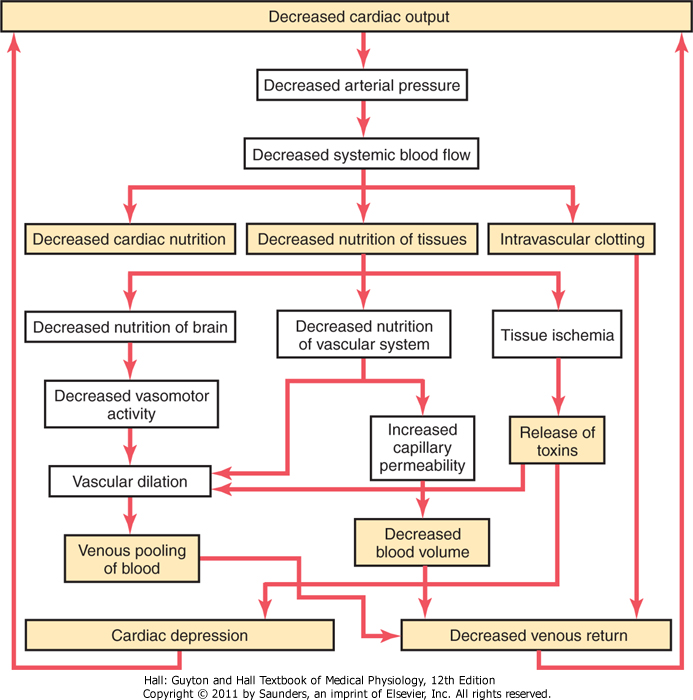 Decreased cardiac output
Decreased arterial pressure
Decreased systemic blood flow
Decreased cardiac nutrition
Decreased nutrition of tissues
Intravascular clotting
Decreased nutrition of brain
Decreased nutrition
of vascular system
Tissue ischemia
Decreased vasomotor
activity
Increased
capillary
permeability
Release of
toxins
Vascular dilation
Venous pooling
of blood
Decreased
blood volume
Cardiac depression
Decreased venous return
Hall: Guyton and Hall Textbook of Medical Physiology, 12th Edition
Copyright © 2011 by Saunders, an imprint of Elsevier, Inc. All rights reserved.